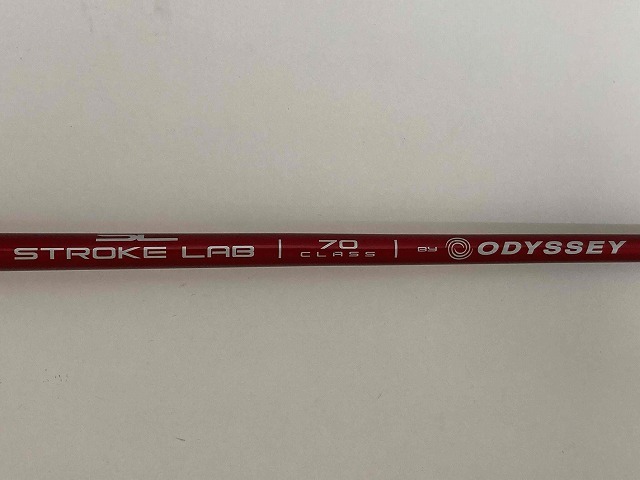 SL
STROKE LAB | 70 CLASS | BY ODYSSEY